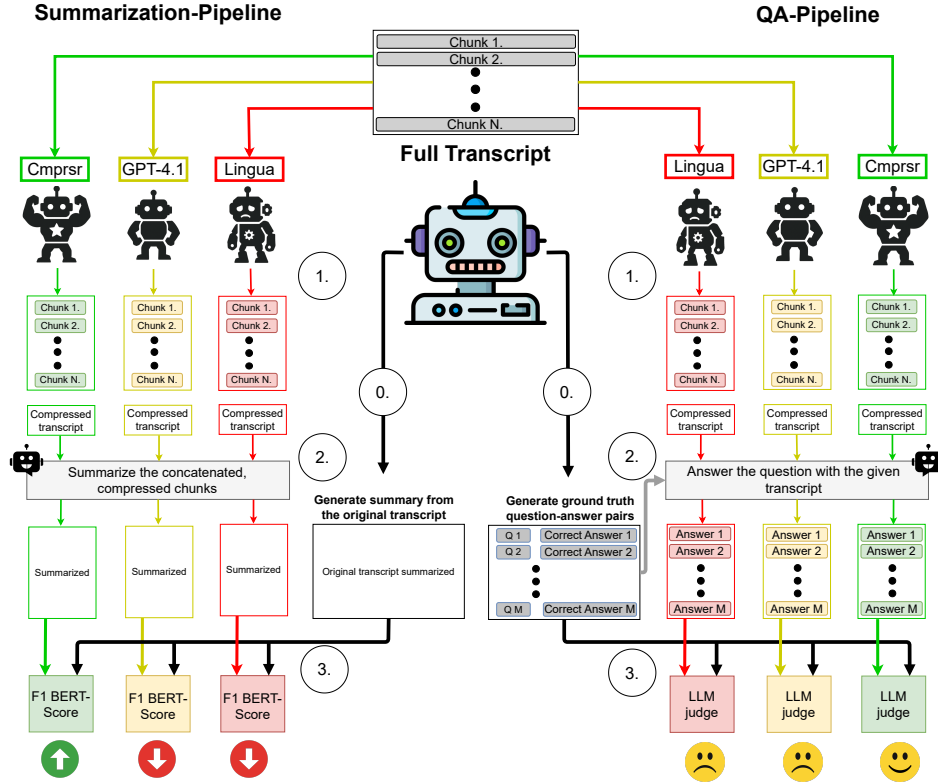 Summarization-Pipeline
QA-Pipeline
Chunk 1.
Chunk 2.
Chunk N.
Full Transcript
Cmprsr
GPT-4.1
Lingua
Lingua
GPT-4.1
Cmprsr
1.
1.
Chunk 1.
Chunk 2.
Chunk N.
Chunk 1.
Chunk 2.
Chunk N.
Chunk 1.
Chunk 2.
Chunk N.
Chunk 1.
Chunk 2.
Chunk N.
Chunk 1.
Chunk 2.
Chunk N.
Chunk 1.
Chunk 2.
Chunk N.
0.
0.
Compressed
transcript
Compressed
transcript
Compressed
transcript
Compressed
transcript
Compressed
transcript
Compressed
transcript
2.
2.
Summarize the concatenated,
compressed chunks
Answer the question with the given
transcript
Generate summary from
the original transcript
Generate ground truth
question-answer pairs
Summarized
Summarized
Summarized
Original transcript summarized
Q 1
Correct Answer 1
Q 2
Correct Answer 2
Q M
Correct Answer M
Answer 1
Answer 2
Answer M
Answer 1
Answer 2
Answer M
Answer 1
Answer 2
Answer M
3.
3.
F1 BERT-
Score
F1 BERT-
Score
F1 BERT-
Score
LLM
judge
LLM
judge
LLM
judge